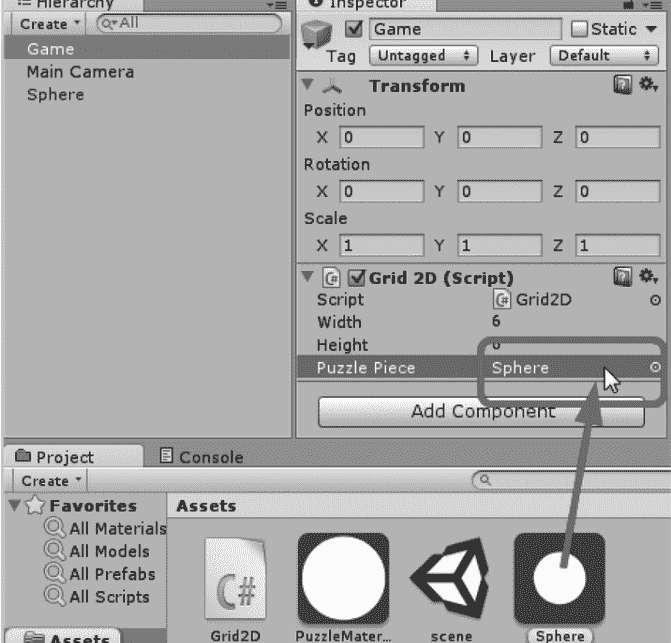 Hierarchy
Create
All
Game
Main Camera
Sphere
Inspector
Game
Static
Tag Untagged Layer Default
Transform
Position
X 0 Y 0 Z 0
Rotation
X 0 Y 0 Z 0
Scale
X 1 Y 1 Z 1
Grid 2D (Script)
Script Grid2D
Width 6
Height
Puzzle Piece Sphere
Add Component
Project Console
Create
Favorites
All Materials
All Models
All Prefabs
All Scripts
Assets
Assets
C#
Grid2D PuzzleMater... scene Sphere